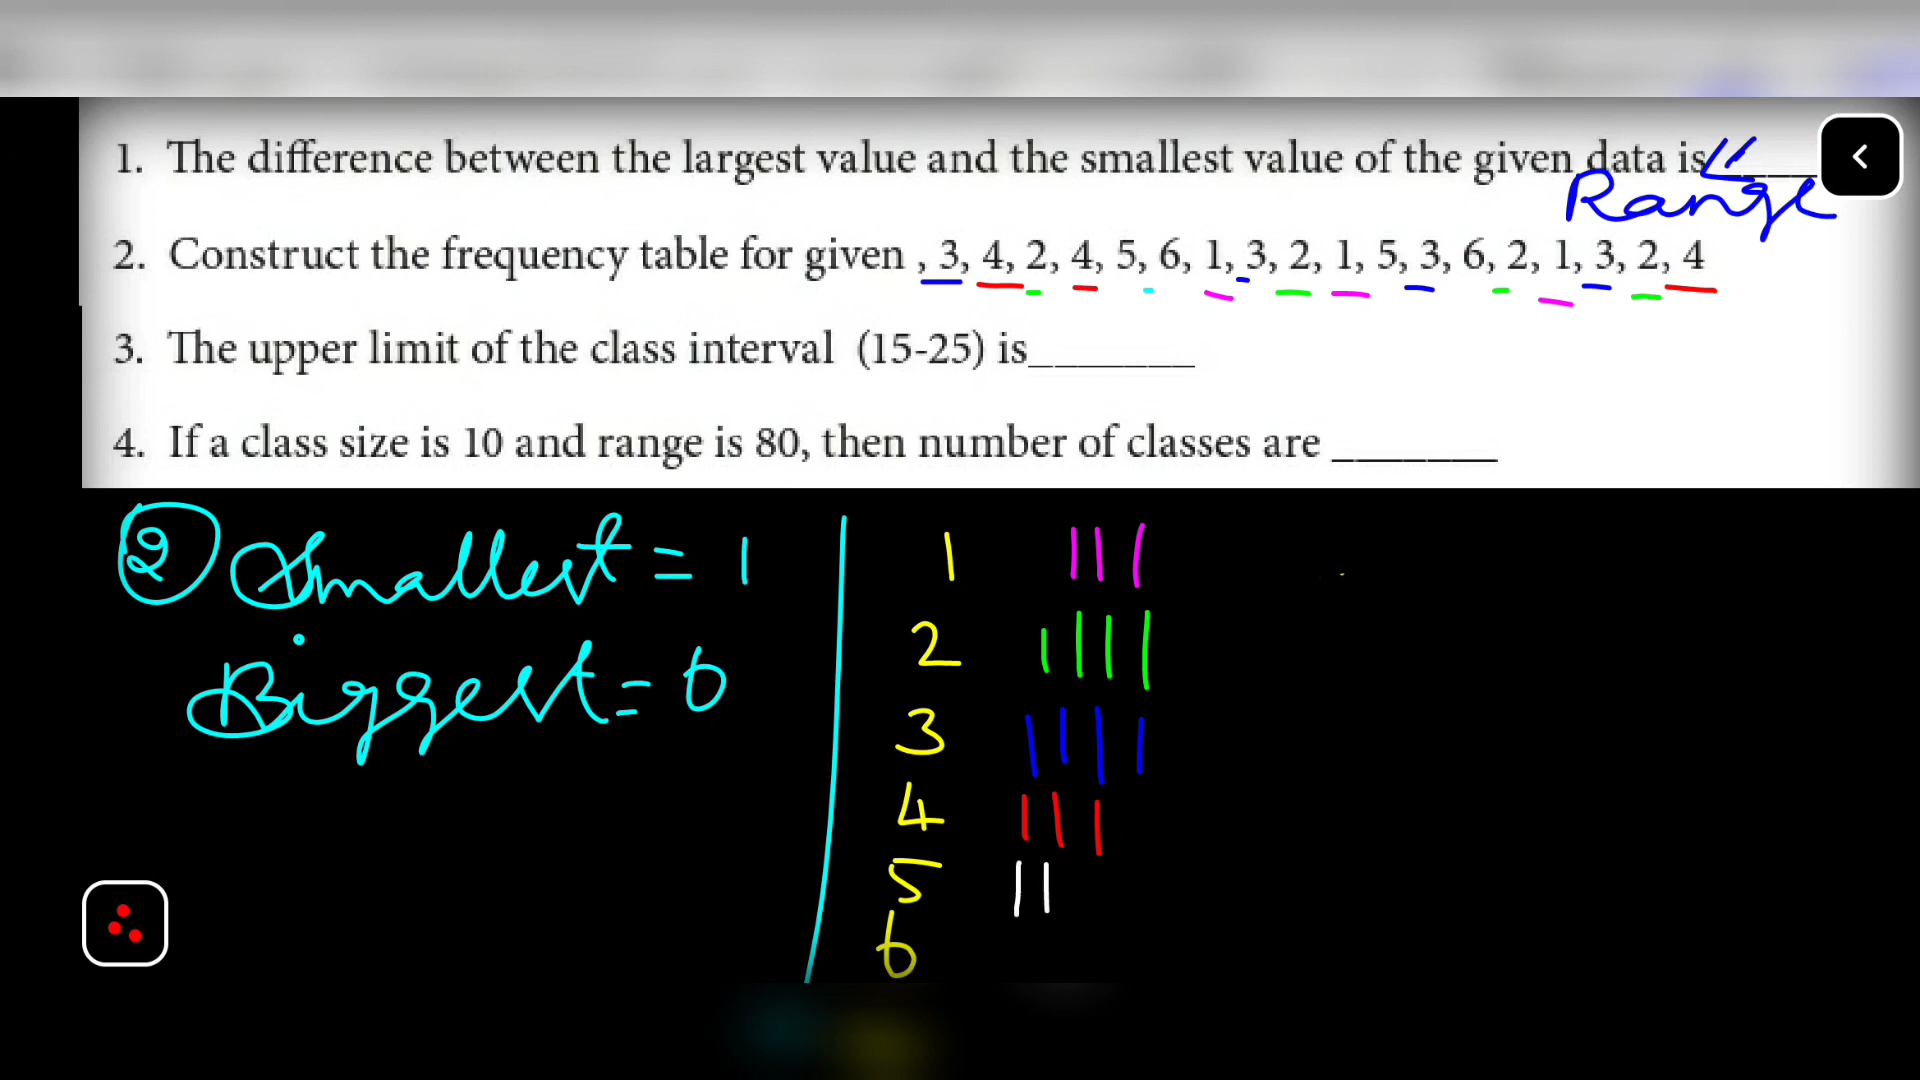 1. The difference between the largest value and the smallest value of the given data is____
Range
2. Construct the frequency table for given , 3, 4, 2, 4, 5, 6, 1, 3, 2, 1, 5, 3, 6, 2, 1, 3, 2, 4
3. The upper limit of the class interval (15-25) is_______
4. If a class size is 10 and range is 80, then number of classes are _______
2 Smallest = 1
Biggest = 6
1 |||
2 ||||
3 ||||
4 |||
5 ||
6